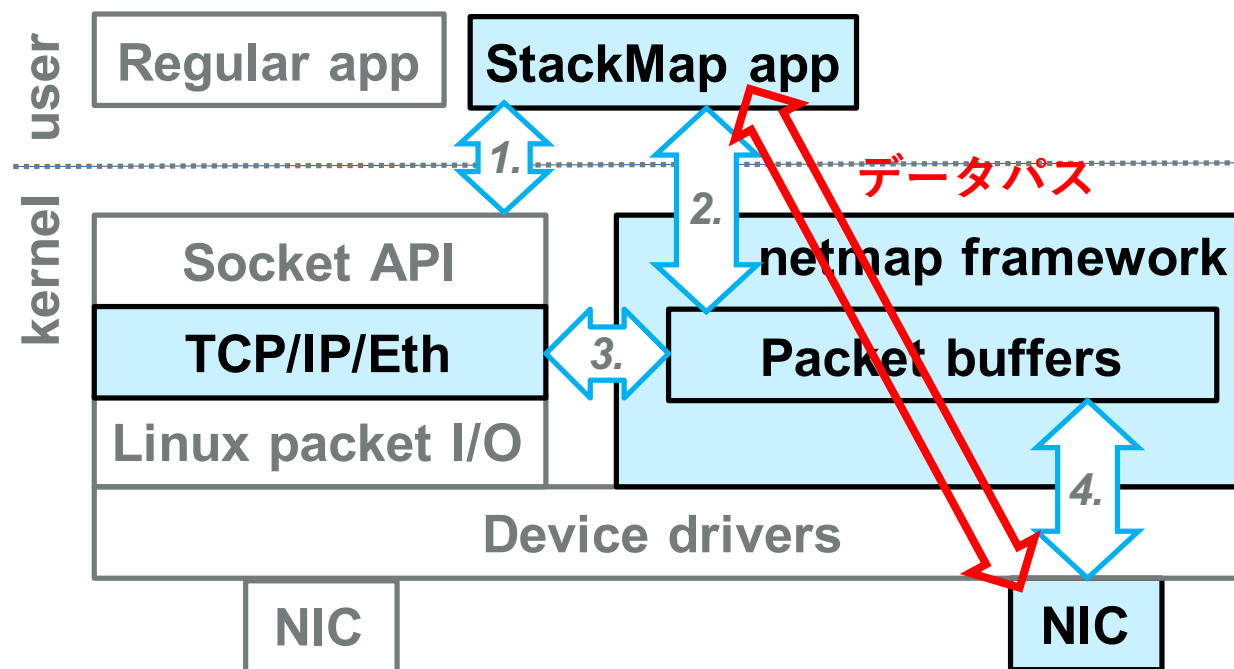 user
Regular app
StackMap app
1.
データパス
kernel
2.
Socket API
netmap framework
TCP/IP/Eth
3.
Packet buffers
Linux packet I/O
4.
Device drivers
NIC
NIC